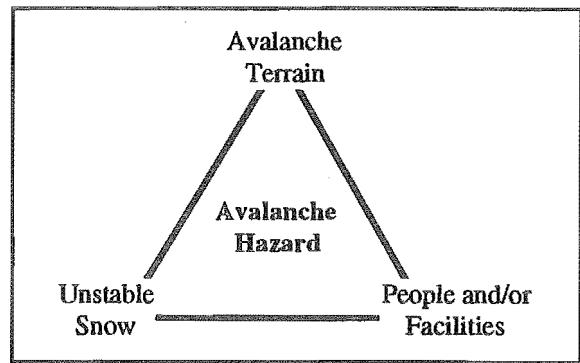 Avalanche
Terrain
Avalanche
Hazard
Unstable
Snow
People and/or
Facilities